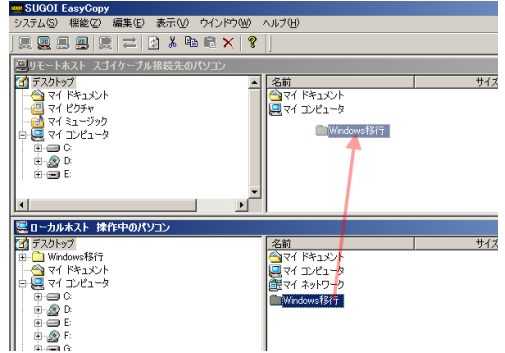 SUGOI EasyCopy
システム(S) 機能(Z) 編集(E) 表示(V) ウインドウ(W) ヘルプ(H)
リモートホスト スゴイケーブル接続先のパソコン
デスクトップ
マイ ドキュメント
マイ ピクチャ
マイ ミュージック
マイ コンピュータ
C:
D:
E:
名前 サイズ
マイ ドキュメント
マイ コンピュータ
Windows移行
ローカルホスト 操作中のパソコン
デスクトップ
Windows移行
マイ ドキュメント
マイ コンピュータ
C:
D:
E:
F:
G:
名前 サイズ
マイ ドキュメント
マイ コンピュータ
マイ ネットワーク
Windows移行